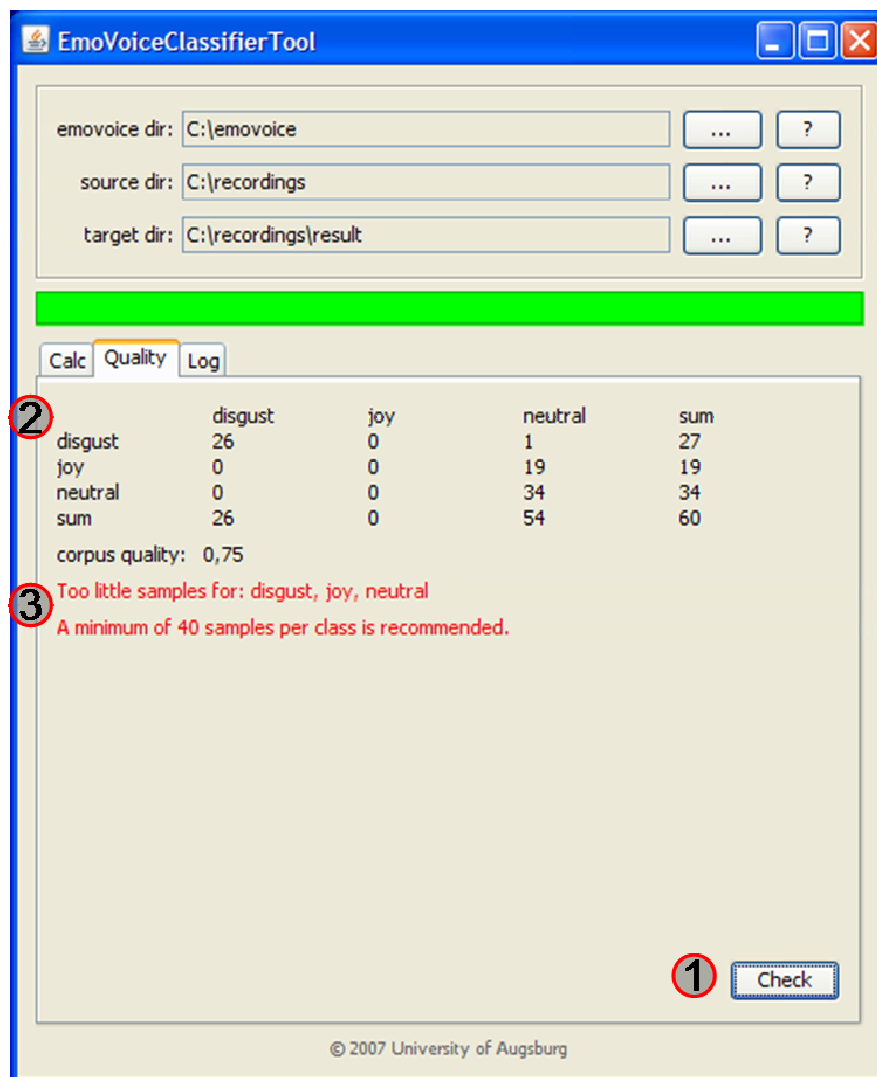 EmoVoiceClassifierTool
emovoice dir: C:\emovoice ... ?
source dir: C:\recordings ... ?
target dir: C:\recordings\result ... ?
Calc Quality Log
2 disgust joy neutral sum
disgust 26 0 1 27
joy 0 0 19 19
neutral 0 0 34 34
sum 26 0 54 60
corpus quality: 0,75
3 Too little samples for: disgust, joy, neutral
A minimum of 40 samples per class is recommended.
1 Check
© 2007 University of Augsburg